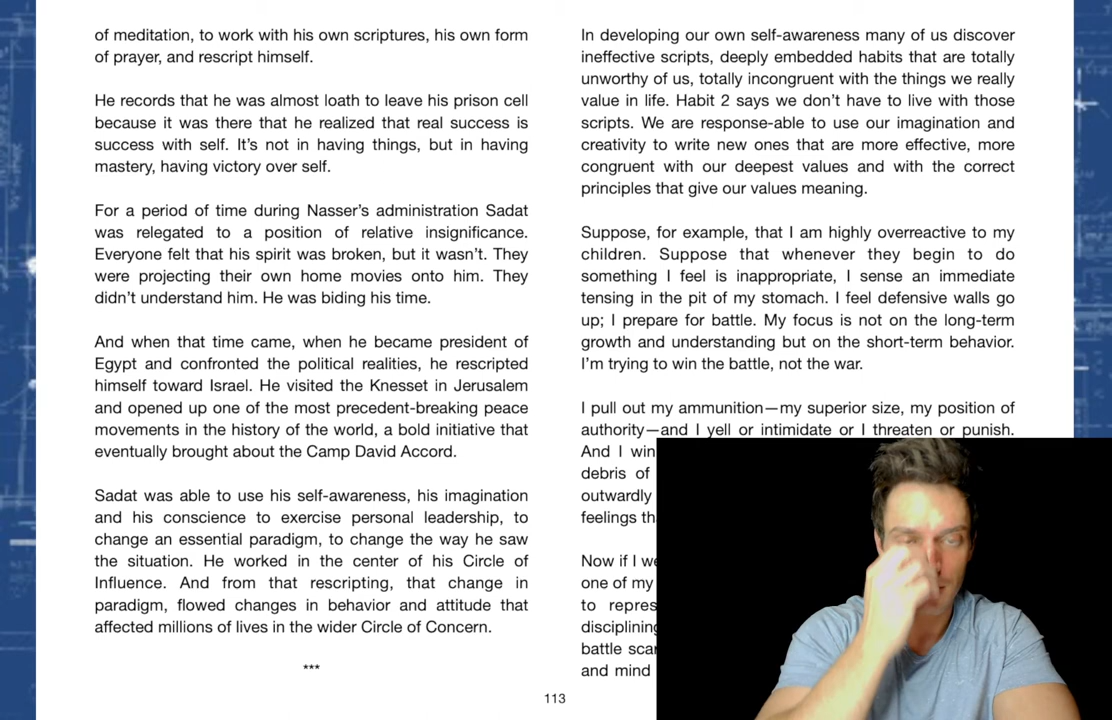 of meditation, to work with his own scriptures, his own form
of prayer, and rescript himself.
He records that he was almost loath to leave his prison cell
because it was there that he realized that real success is
success with self. It’s not in having things, but in having
mastery, having victory over self.
For a period of time during Nasser’s administration Sadat
was relegated to a position of relative insignificance.
Everyone felt that his spirit was broken, but it wasn’t. They
were projecting their own home movies onto him. They
didn’t understand him. He was biding his time.
And when that time came, when he became president of
Egypt and confronted the political realities, he rescripted
himself toward Israel. He visited the Knesset in Jerusalem
and opened up one of the most precedent-breaking peace
movements in the history of the world, a bold initiative that
eventually brought about the Camp David Accord.
Sadat was able to use his self-awareness, his imagination
and his conscience to exercise personal leadership, to
change an essential paradigm, to change the way he saw
the situation. He worked in the center of his Circle of
Influence. And from that rescripting, that change in
paradigm, flowed changes in behavior and attitude that
affected millions of lives in the wider Circle of Concern.
***
In developing our own self-awareness many of us discover
ineffective scripts, deeply embedded habits that are totally
unworthy of us, totally incongruent with the things we really
value in life. Habit 2 says we don’t have to live with those
scripts. We are response-able to use our imagination and
creativity to write new ones that are more effective, more
congruent with our deepest values and with the correct
principles that give our values meaning.
Suppose, for example, that I am highly overreactive to my
children. Suppose that whenever they begin to do
something I feel is inappropriate, I sense an immediate
tensing in the pit of my stomach. I feel defensive walls go
up; I prepare for battle. My focus is not on the long-term
growth and understanding but on the short-term behavior.
I’m trying to win the battle, not the war.
I pull out my ammunition—my superior size, my position of
authority—and I yell or intimidate or I threaten or punish.
And I win
debris of
outwardly
feelings
Now if I
one of my
to
disciplining
battle
and mind
113